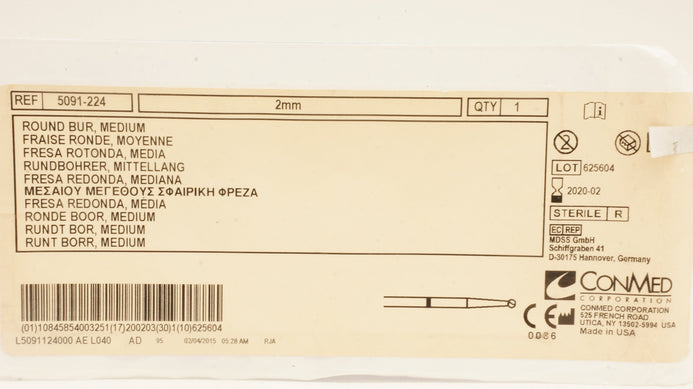 REF 5091-224 2mm QTY 1
ROUND BUR, MEDIUM
FRAISE RONDE, MOYENNE
FRESA ROTONDA, MEDIA
RUNDBOHRER, MITTELLANG
FRESA REDONDA, MEDIANA
ΜΕΣΑΙΟΥ ΜΕΓΕΘΟΥΣ ΣΦΑΙΡΙΚΗ ΦΡΕΖΑ
FRESA REDONDA, MÉDIA
RONDE BOOR, MEDIUM
RUNDT BOR, MEDIUM
RUNT BORR, MEDIUM
LOT 625604
2020-02
STERILE R
EC REP
MDSS GmbH
Schiffgraben 41
D-30175 Hannover, Germany
CONMED
CORPORATION
CONMED CORPORATION
525 FRENCH ROAD
UTICA, NY 13502-5994 USA
Made in USA
CE
0086
(01)10845854003251(17)200203(30)1(10)625604
L5091124000 AE L040 AD 95 02/04/2015 05:28 AM RJA